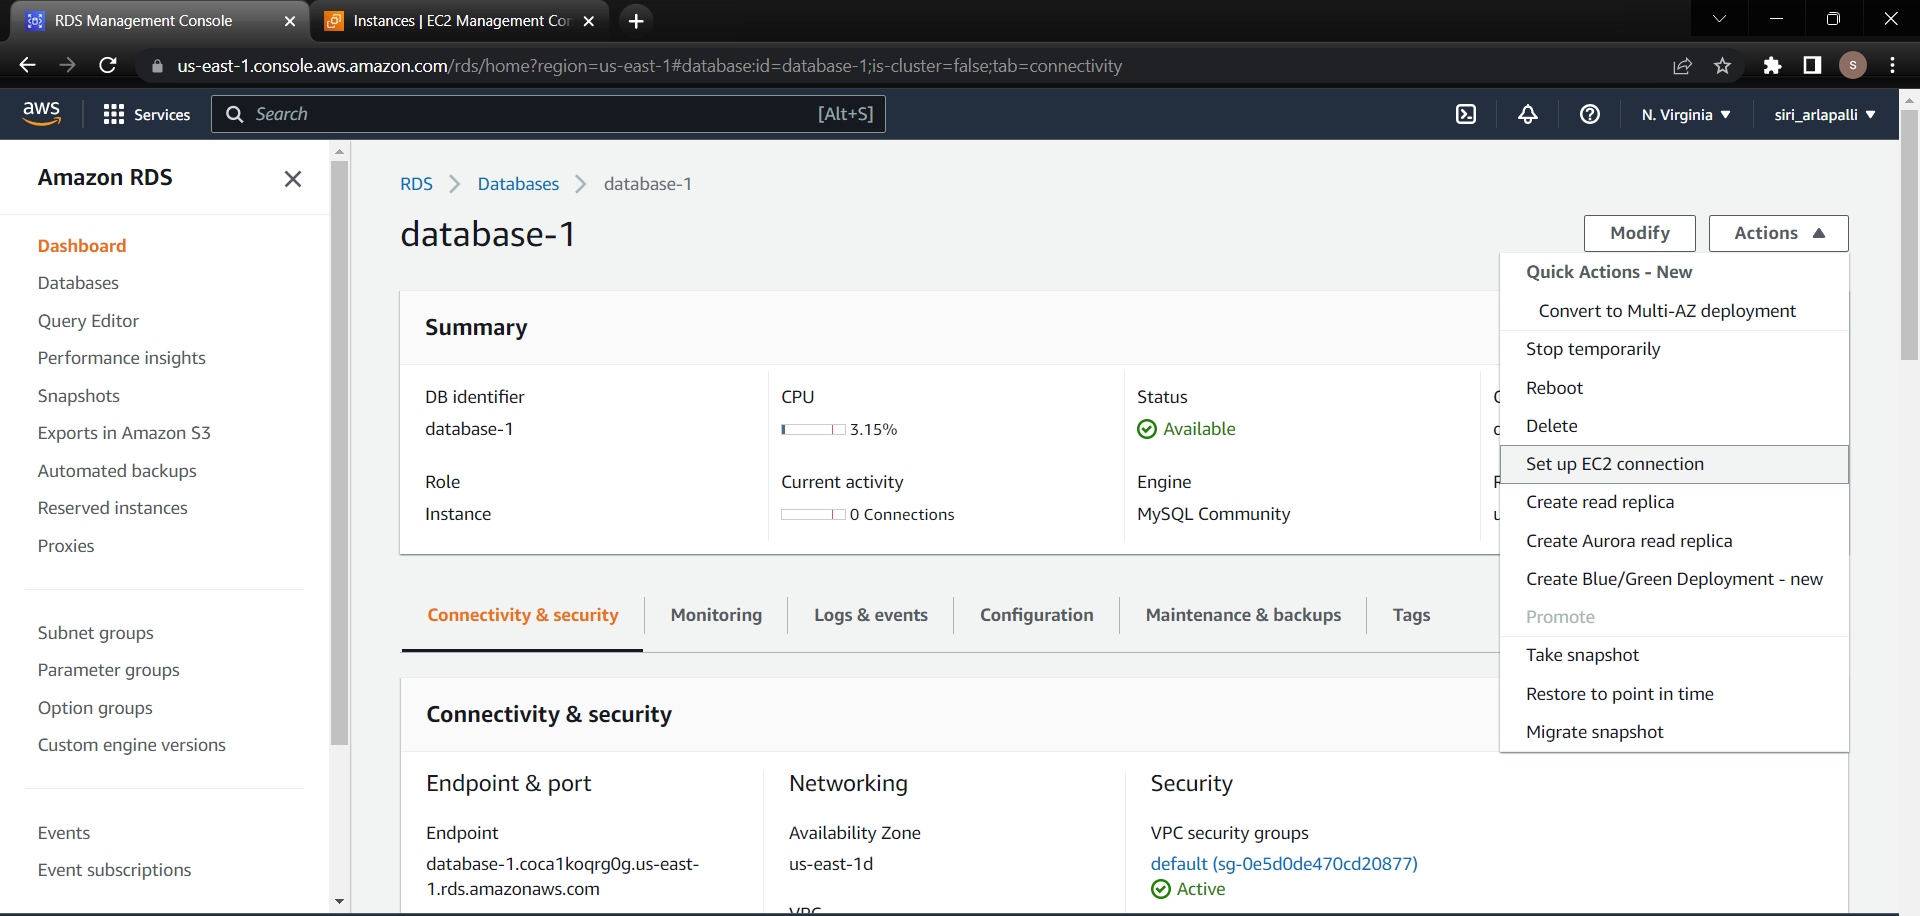 RDS Management Console
Instances | EC2 Management Con
us-east-1.console.aws.amazon.com/rds/home?region=us-east-1#database:id=database-1;is-cluster=false;tab=connectivity
S
aws
Services
Search
[Alt+S]
N. Virginia
siri_arlapalli
Amazon RDS
Dashboard
Databases
Query Editor
Performance insights
Snapshots
Exports in Amazon S3
Automated backups
Reserved instances
Proxies
Subnet groups
Parameter groups
Option groups
Custom engine versions
Events
Event subscriptions
RDS
Databases
database-1
database-1
Modify
Actions
Quick Actions - New
Convert to Multi-AZ deployment
Stop temporarily
Reboot
Delete
Set up EC2 connection
Create read replica
Create Aurora read replica
Create Blue/Green Deployment - new
Promote
Take snapshot
Restore to point in time
Migrate snapshot
Summary
DB identifier
database-1
CPU
3.15%
Status
Available
Role
Instance
Current activity
0 Connections
Engine
MySQL Community
Connectivity & security
Monitoring
Logs & events
Configuration
Maintenance & backups
Tags
Connectivity & security
Endpoint & port
Endpoint
database-1.coca1koqrg0g.us-east-
1.rds.amazonaws.com
Networking
Availability Zone
us-east-1d
VPC
Security
VPC security groups
default (sg-0e5d0de470cd20877)
Active